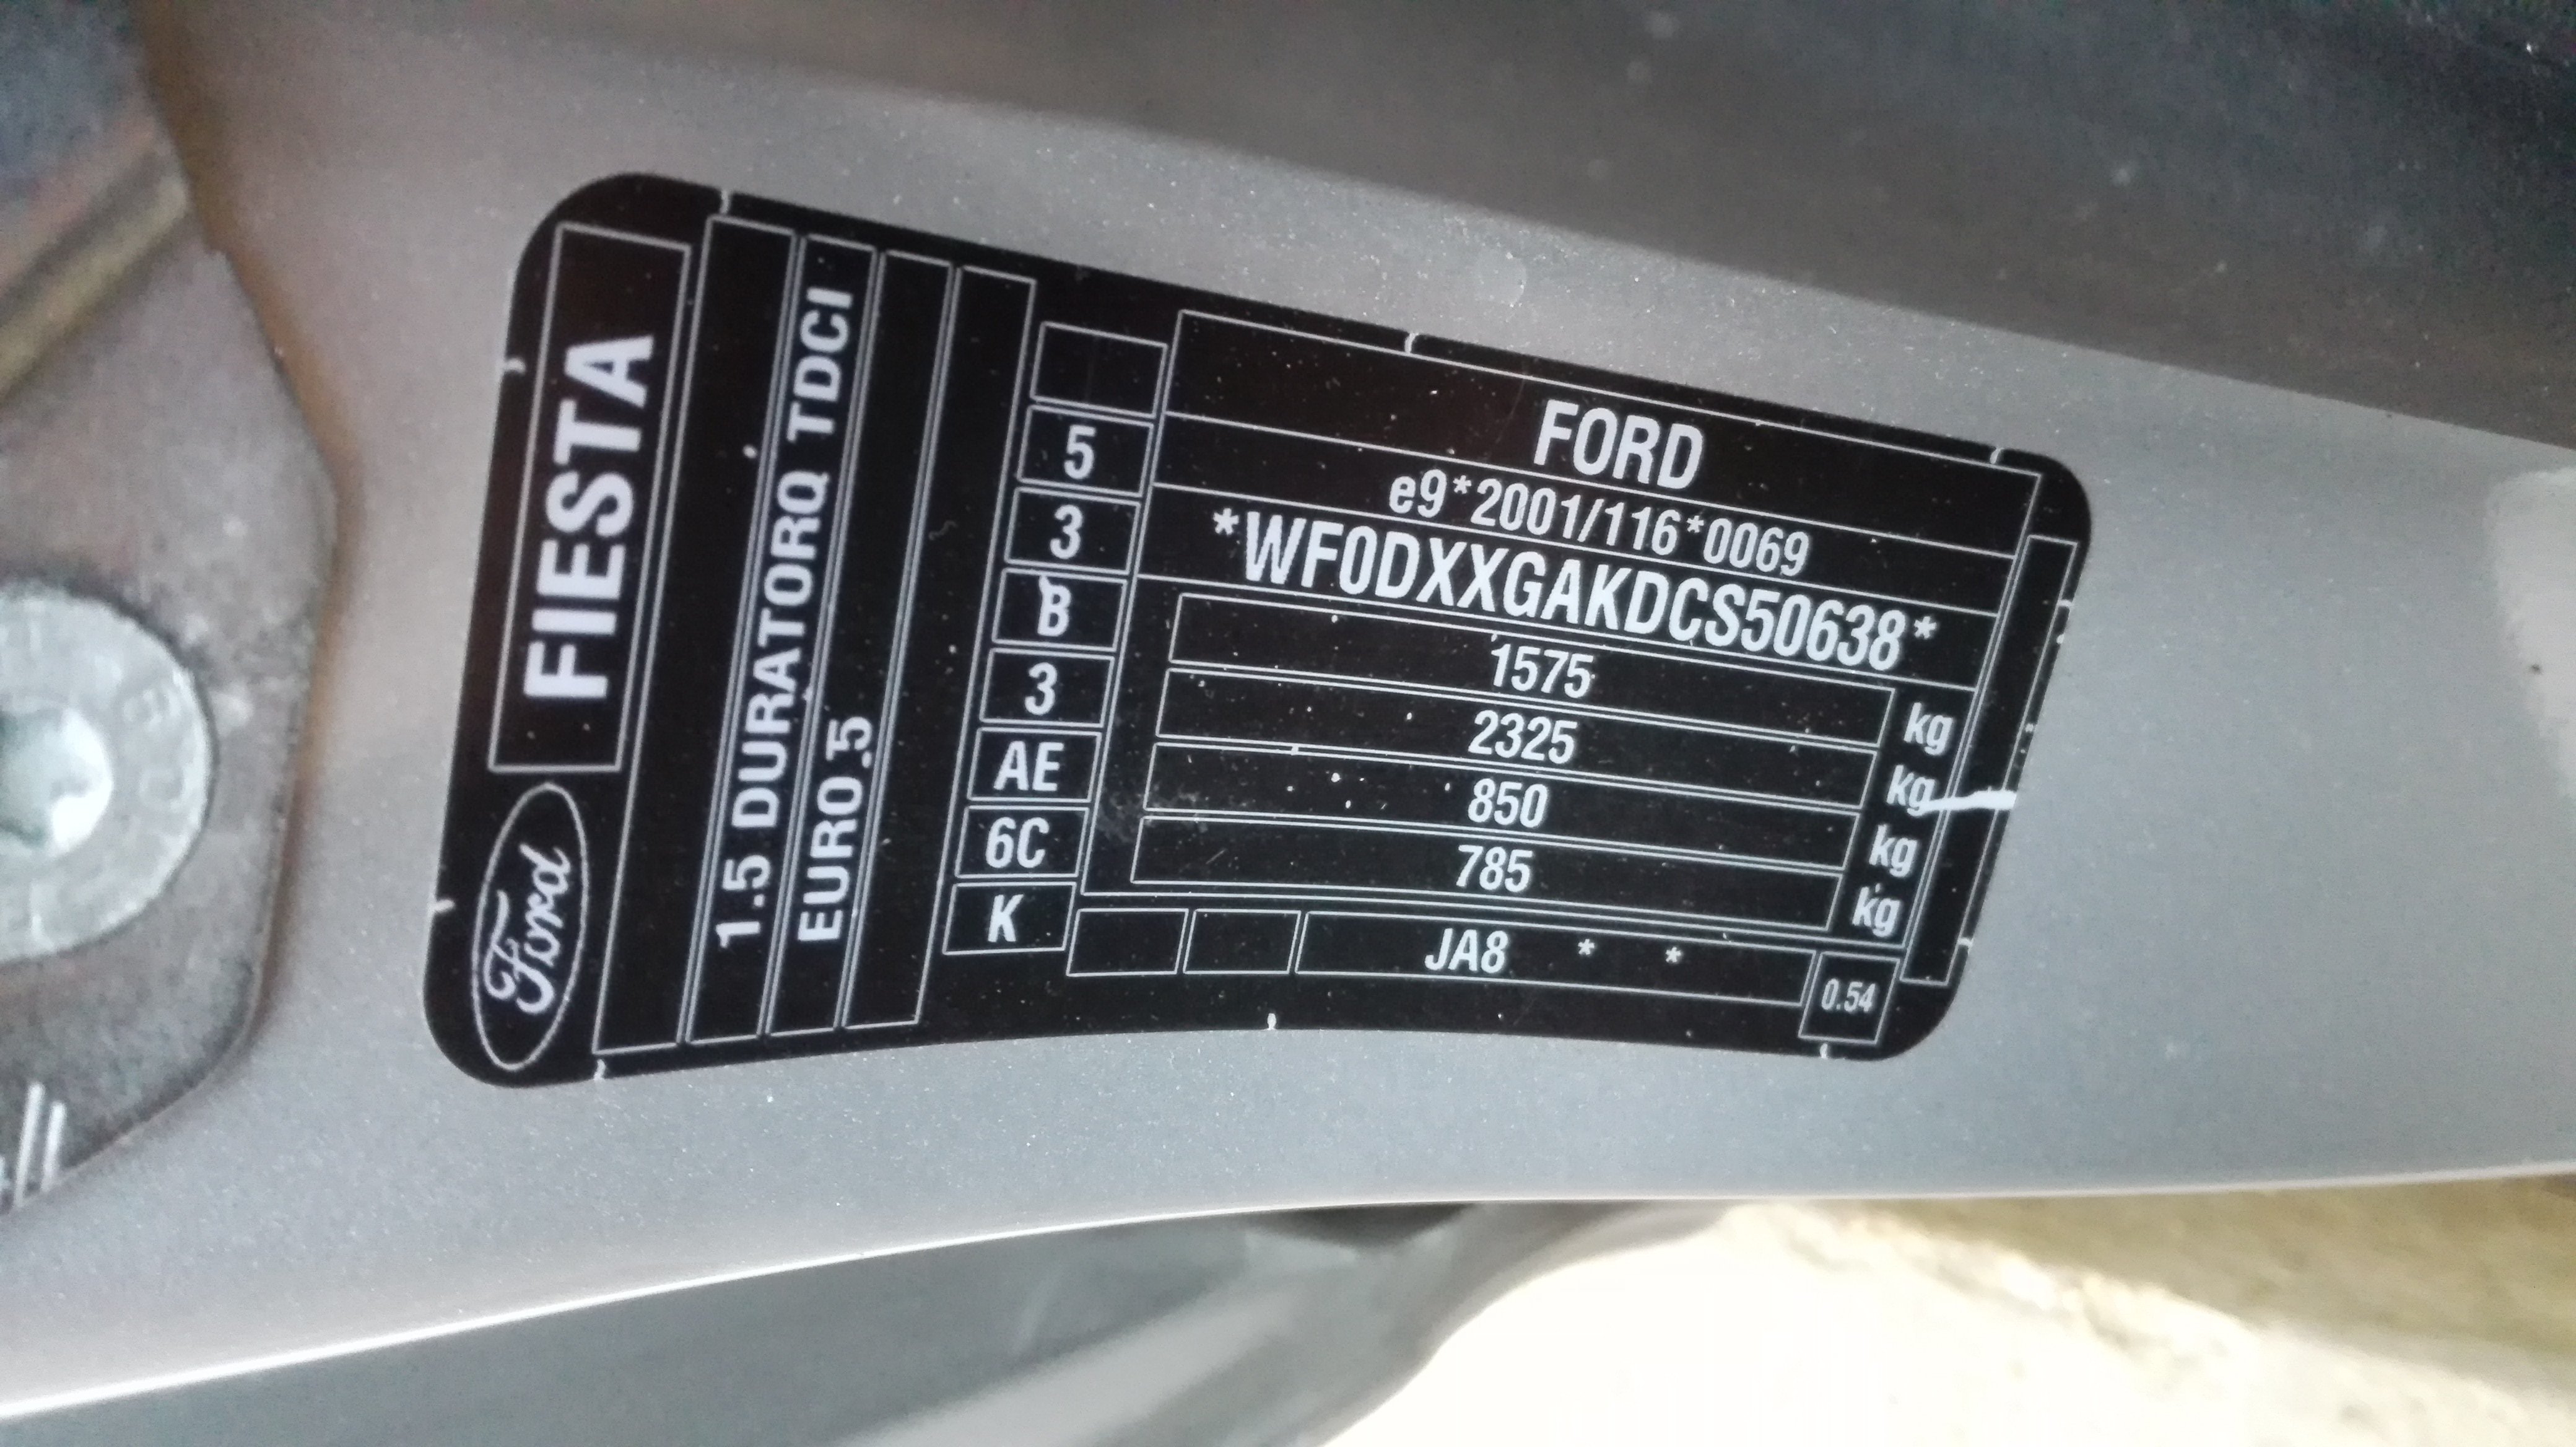 Ford
FIESTA
1.5 DURATORQ TDCI
EURO 5
5
3
B
3
AE
6C
K
FORD
e9*2001/116*0069
*WF0DXXGAKDCS50638*
1575 kg
2325 kg
850 kg
785 kg
JA8 * *
0.54